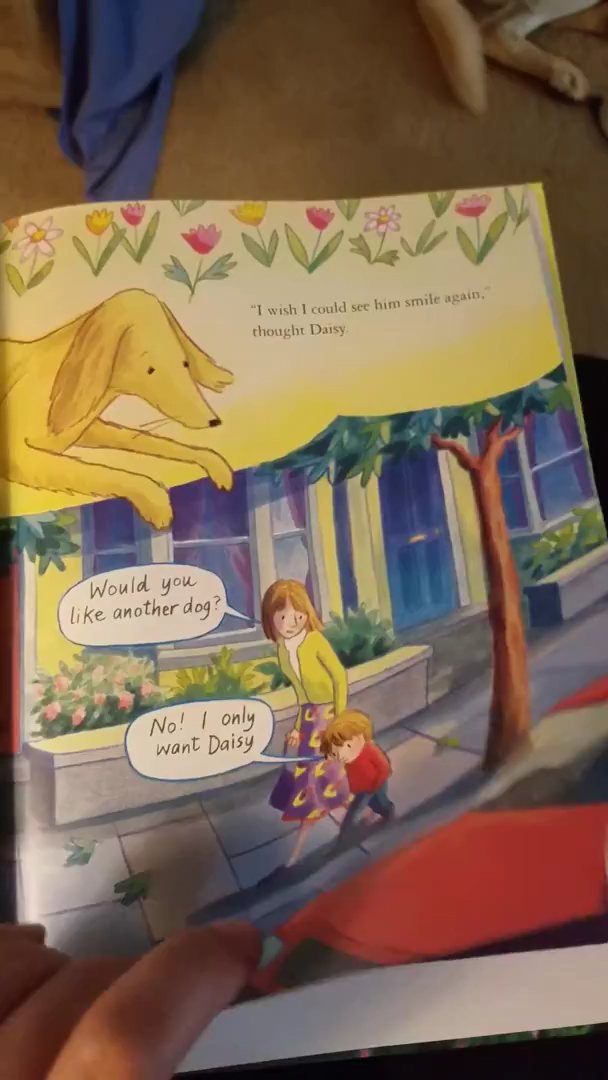 "I wish I could see him smile again,"
thought Daisy.
Would you
like another dog?
No! I only
want Daisy